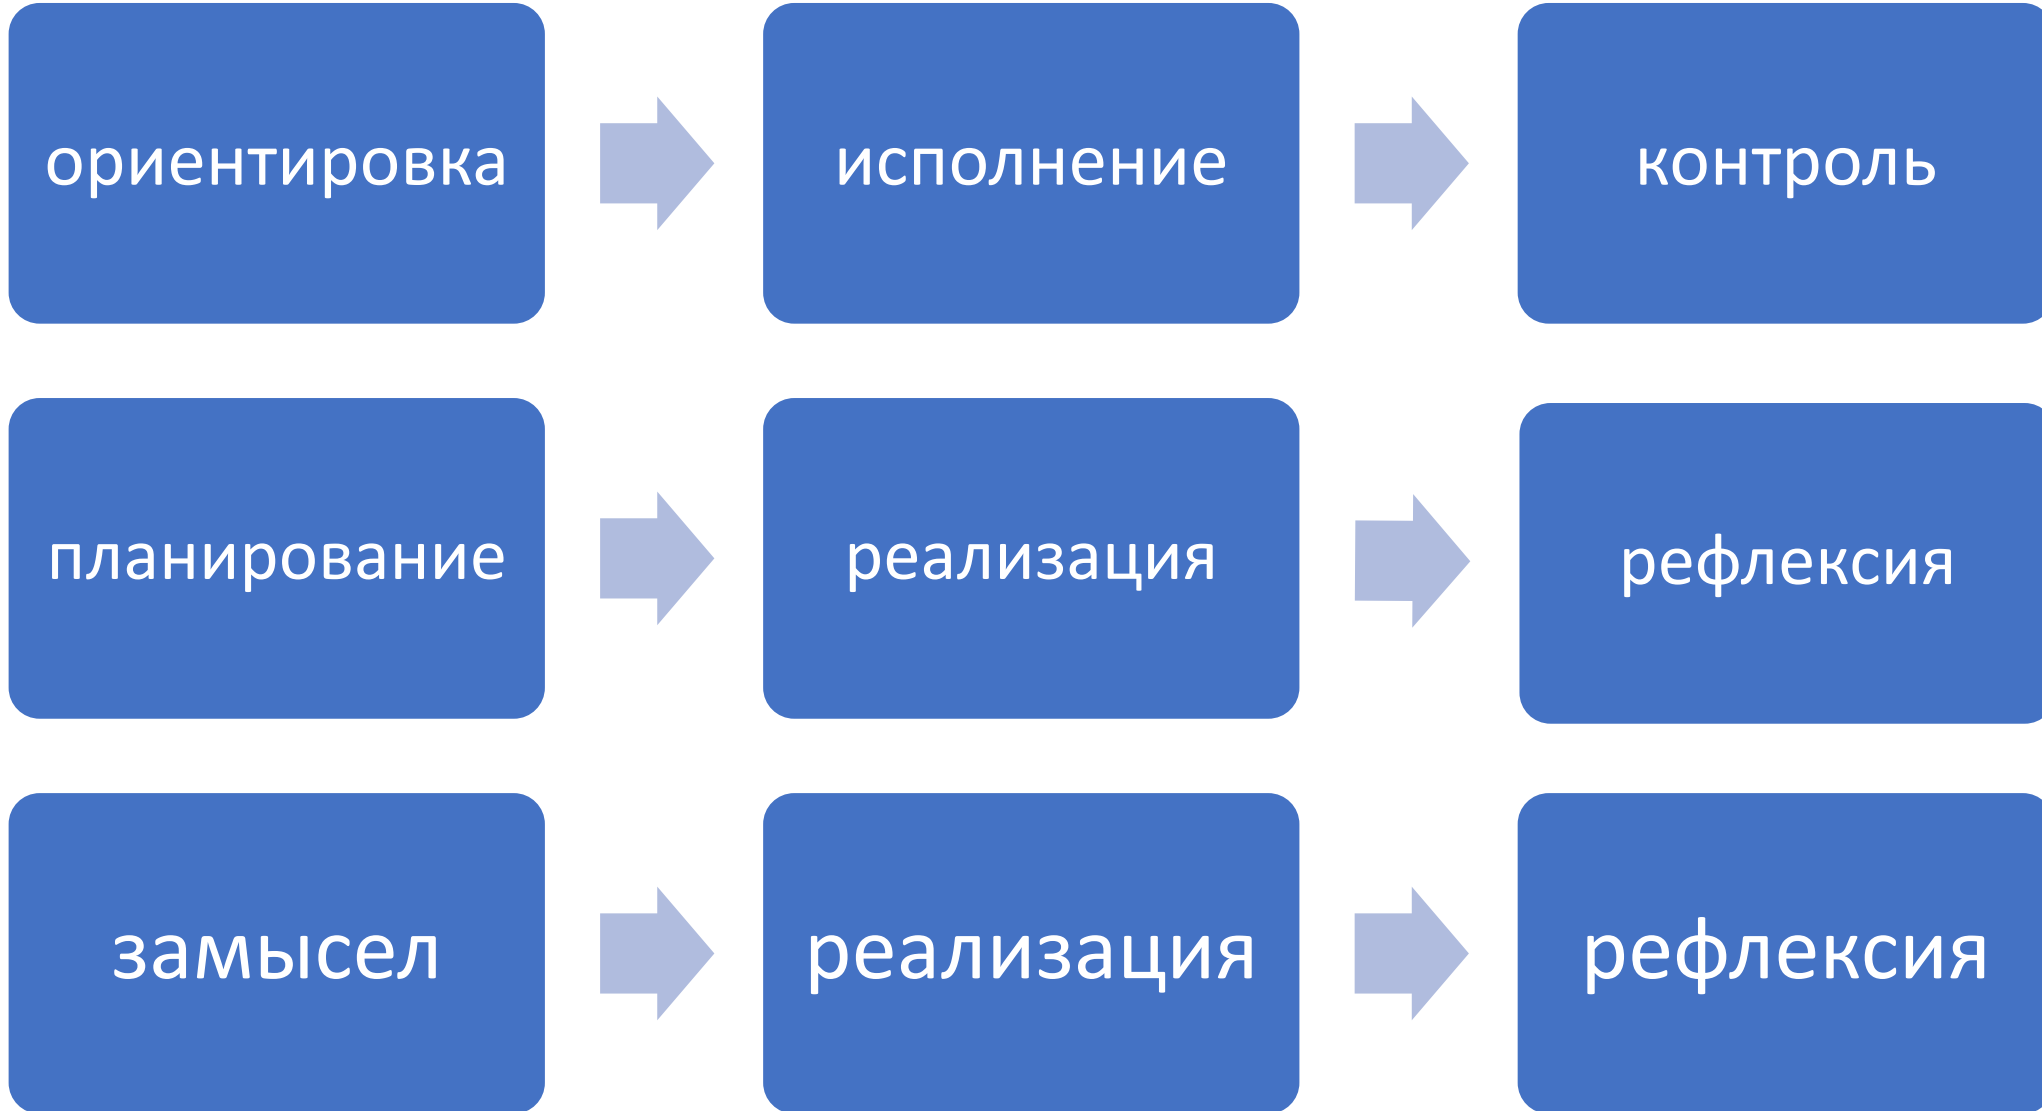 ориентировка
исполнение
контроль
планирование
реализация
рефлексия
замысел
реализация
рефлексия